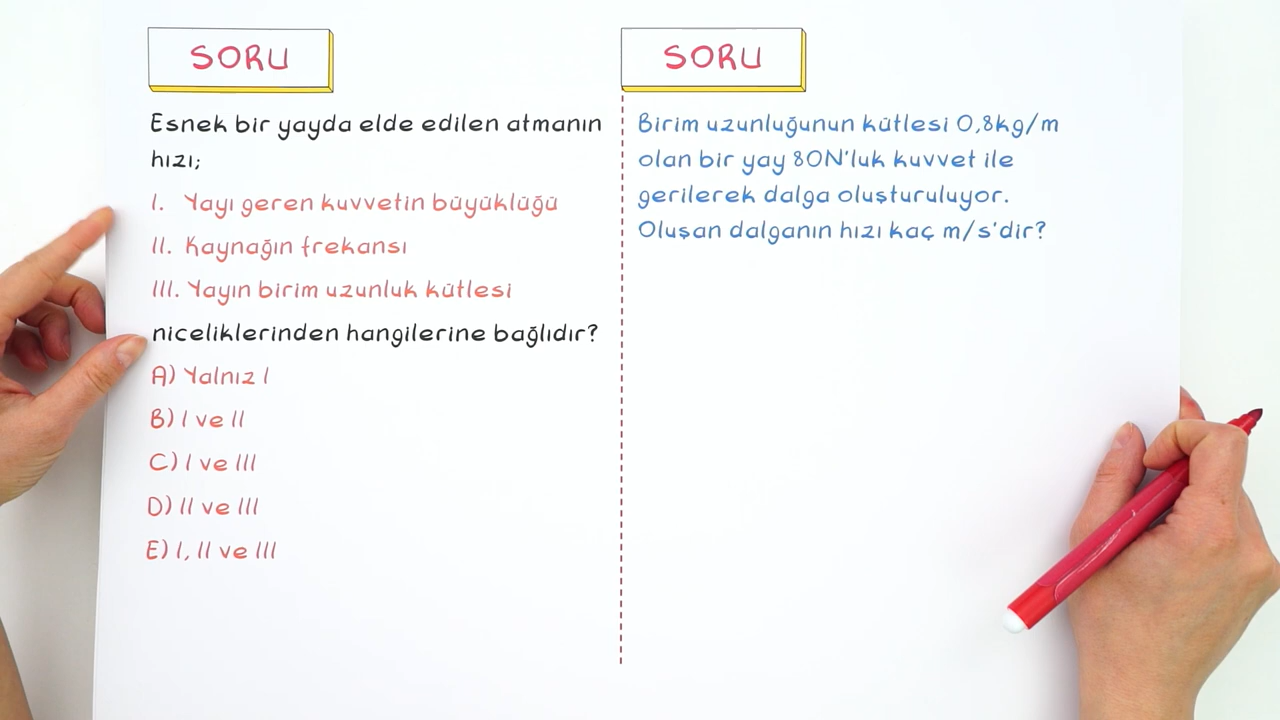 SORU
Esnek bir yayda elde edilen atmanın
hızı;
I. Yayı geren kuvvetin büyüklüğü
II. Kaynağın frekansı
III. Yayın birim uzunluk kütlesi
niceliklerinden hangilerine bağlıdır?
A) Yalnız I
B) I ve II
C) I ve III
D) II ve III
E) I, II ve III
SORU
Birim uzunluğunun kütlesi 0,8kg/m
olan bir yay 80N'luk kuvvet ile
gerilerek dalga oluşturuluyor.
Oluşan dalganın hızı kaç m/s'dir?